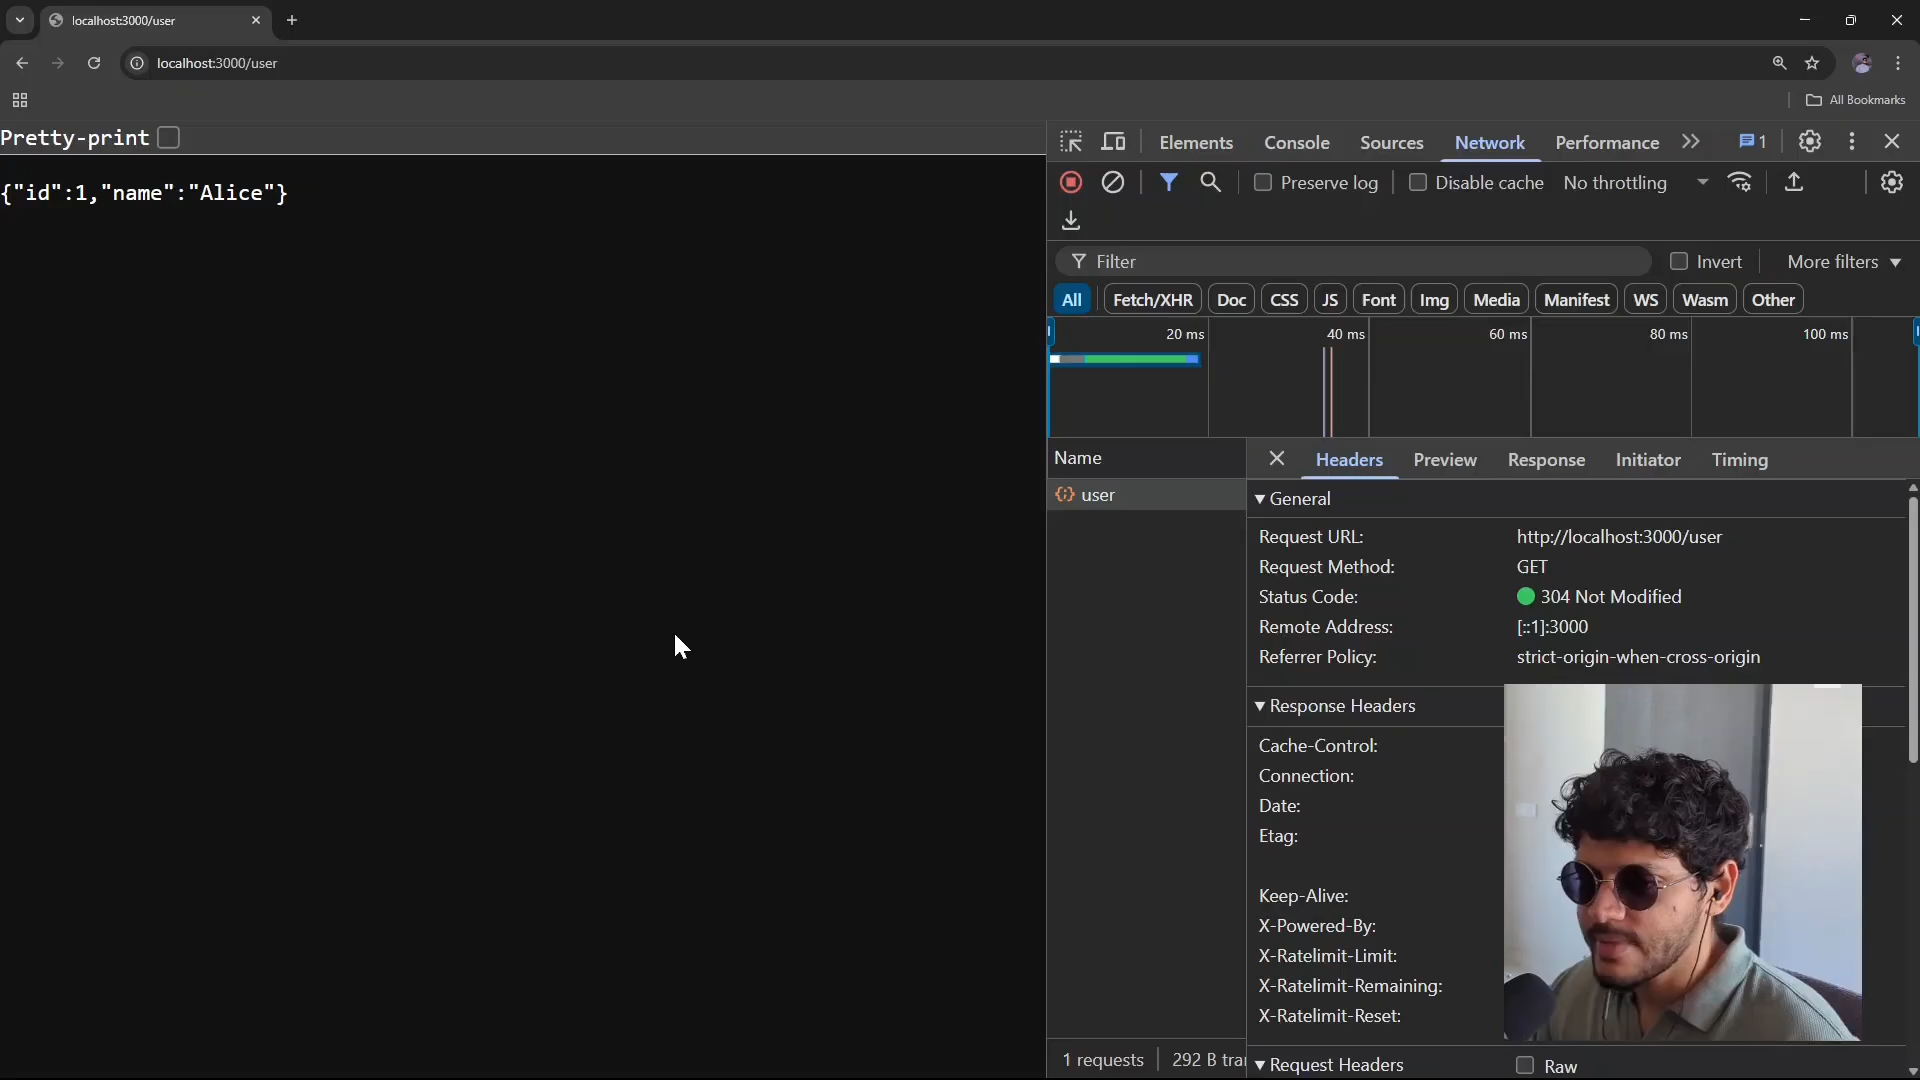 localhost:3000/user
localhost:3000/user
All Bookmarks
Pretty-print
{"id":1,"name":"Alice"}
Elements
Console
Sources
Network
Performance
1
Preserve log
Disable cache
No throttling
Filter
Invert
More filters
All
Fetch/XHR
Doc
CSS
JS
Font
Img
Media
Manifest
WS
Wasm
Other
20 ms
40 ms
60 ms
80 ms
100 ms
Name
Headers
Preview
Response
Initiator
Timing
user
General
Request URL: http://localhost:3000/user
Request Method: GET
Status Code: 304 Not Modified
Remote Address: [::1]:3000
Referrer Policy: strict-origin-when-cross-origin
Response Headers
Cache-Control:
Connection:
Date:
Etag:
Keep-Alive:
X-Powered-By:
X-Ratelimit-Limit:
X-Ratelimit-Remaining:
X-Ratelimit-Reset:
1 requests
292 B
Request Headers
Raw